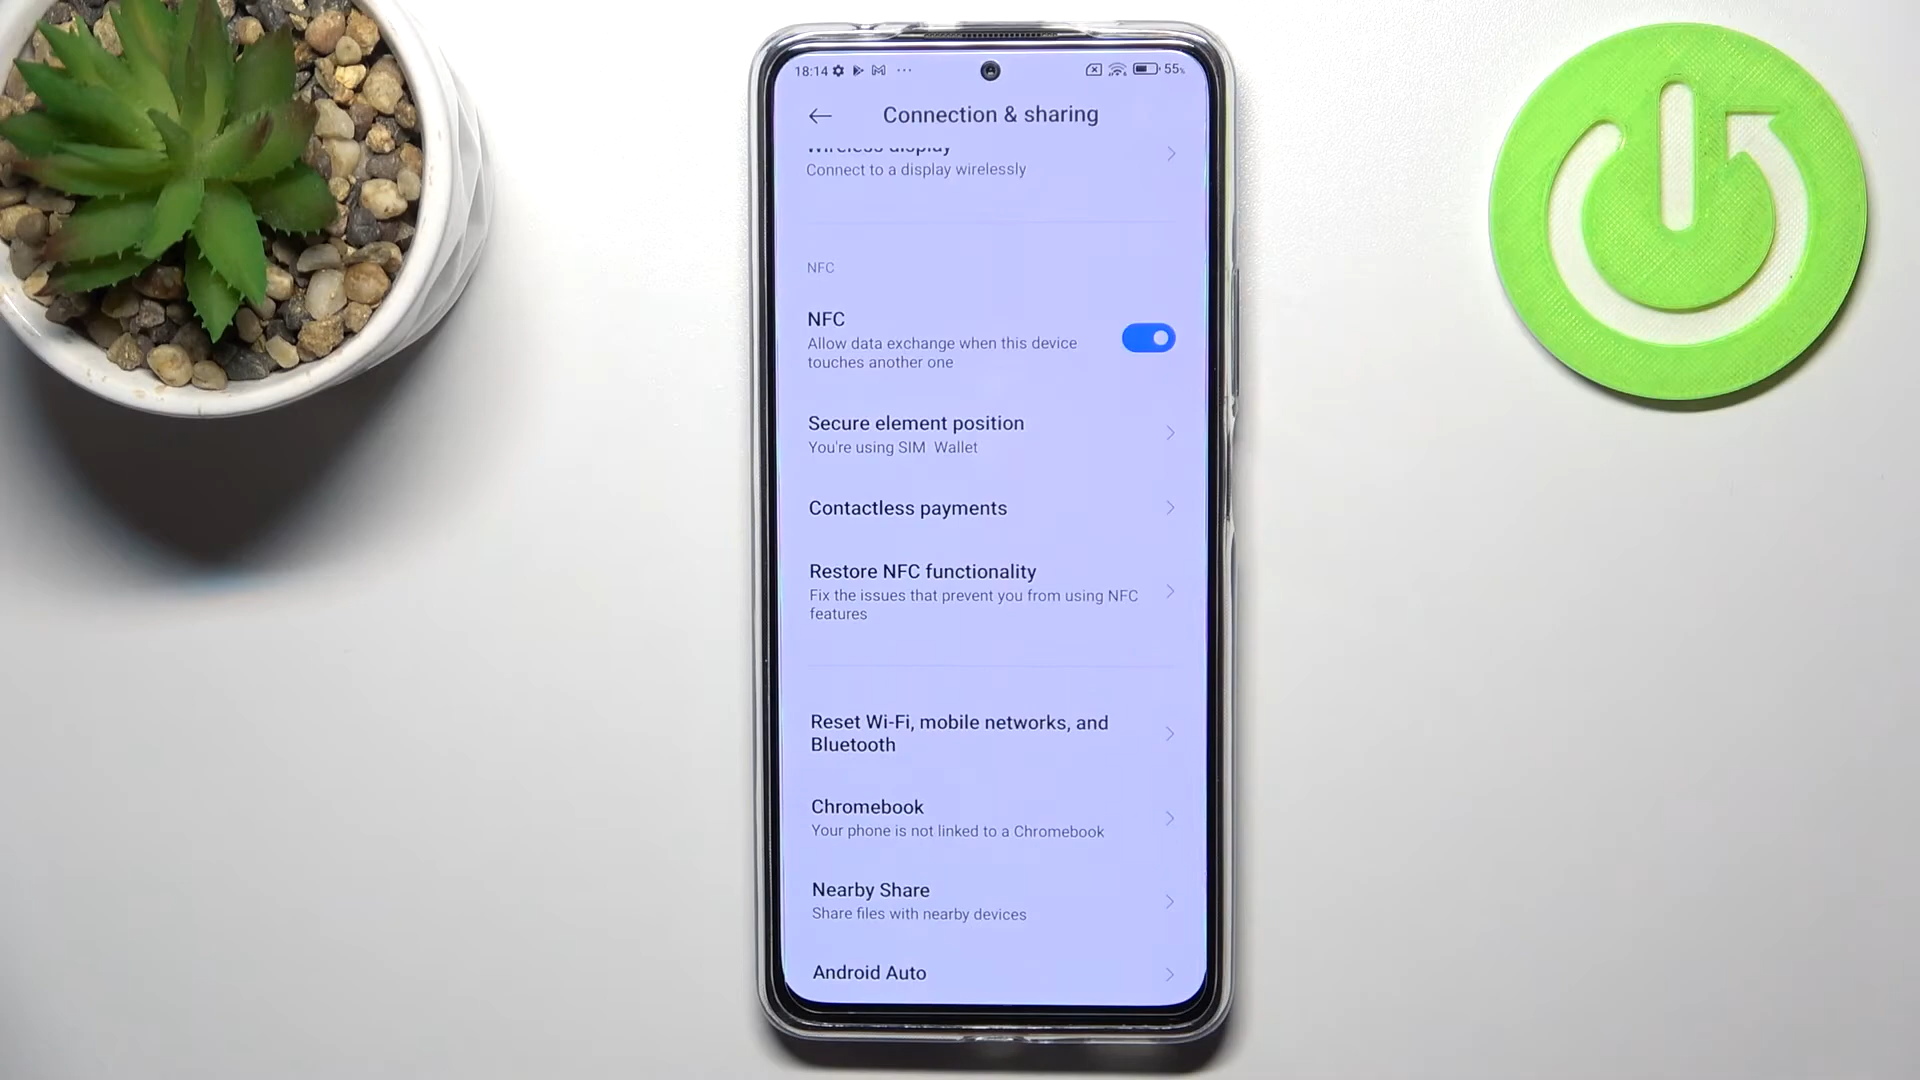 18:14 ... 55%
Connection & sharing
Wireless display
Connect to a display wirelessly
NFC
NFC
Allow data exchange when this device
touches another one
Secure element position
You're using SIM Wallet
Contactless payments
Restore NFC functionality
Fix the issues that prevent you from using NFC
features
Reset Wi-Fi, mobile networks, and
Bluetooth
Chromebook
Your phone is not linked to a Chromebook
Nearby Share
Share files with nearby devices
Android Auto